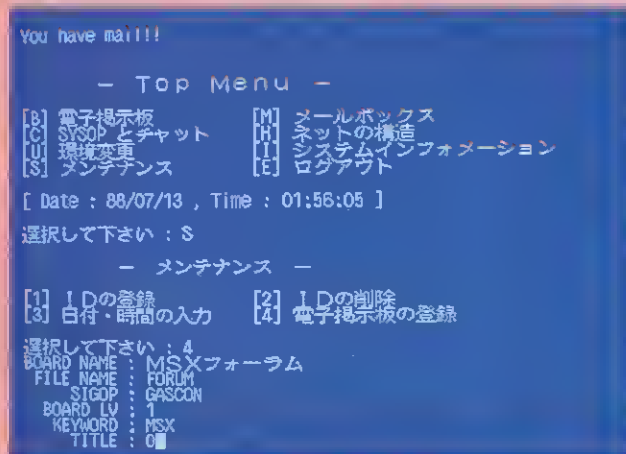 You have mail!!
— Top Menu —
[B] 電子掲示板 [M] メールボックス
[C] SYSOP とチャット [H] ネットの構造
[U] 環境変更 [I] システムインフォメーション
[S] メンテナンス [E] ログアウト
[ Date : 88/07/13 , Time : 01:56:05 ]
選択して下さい : S
— メンテナンス —
[1] IDの登録 [2] IDの削除
[3] 日付・時間の入力 [4] 電子掲示板の登録
選択して下さい : 4
BOARD NAME : MSXフォーラム
FILE NAME : FORUM
SIGOP : GASCON
BOARD LV : 1
KEYWORD : MSX
TITLE : 0